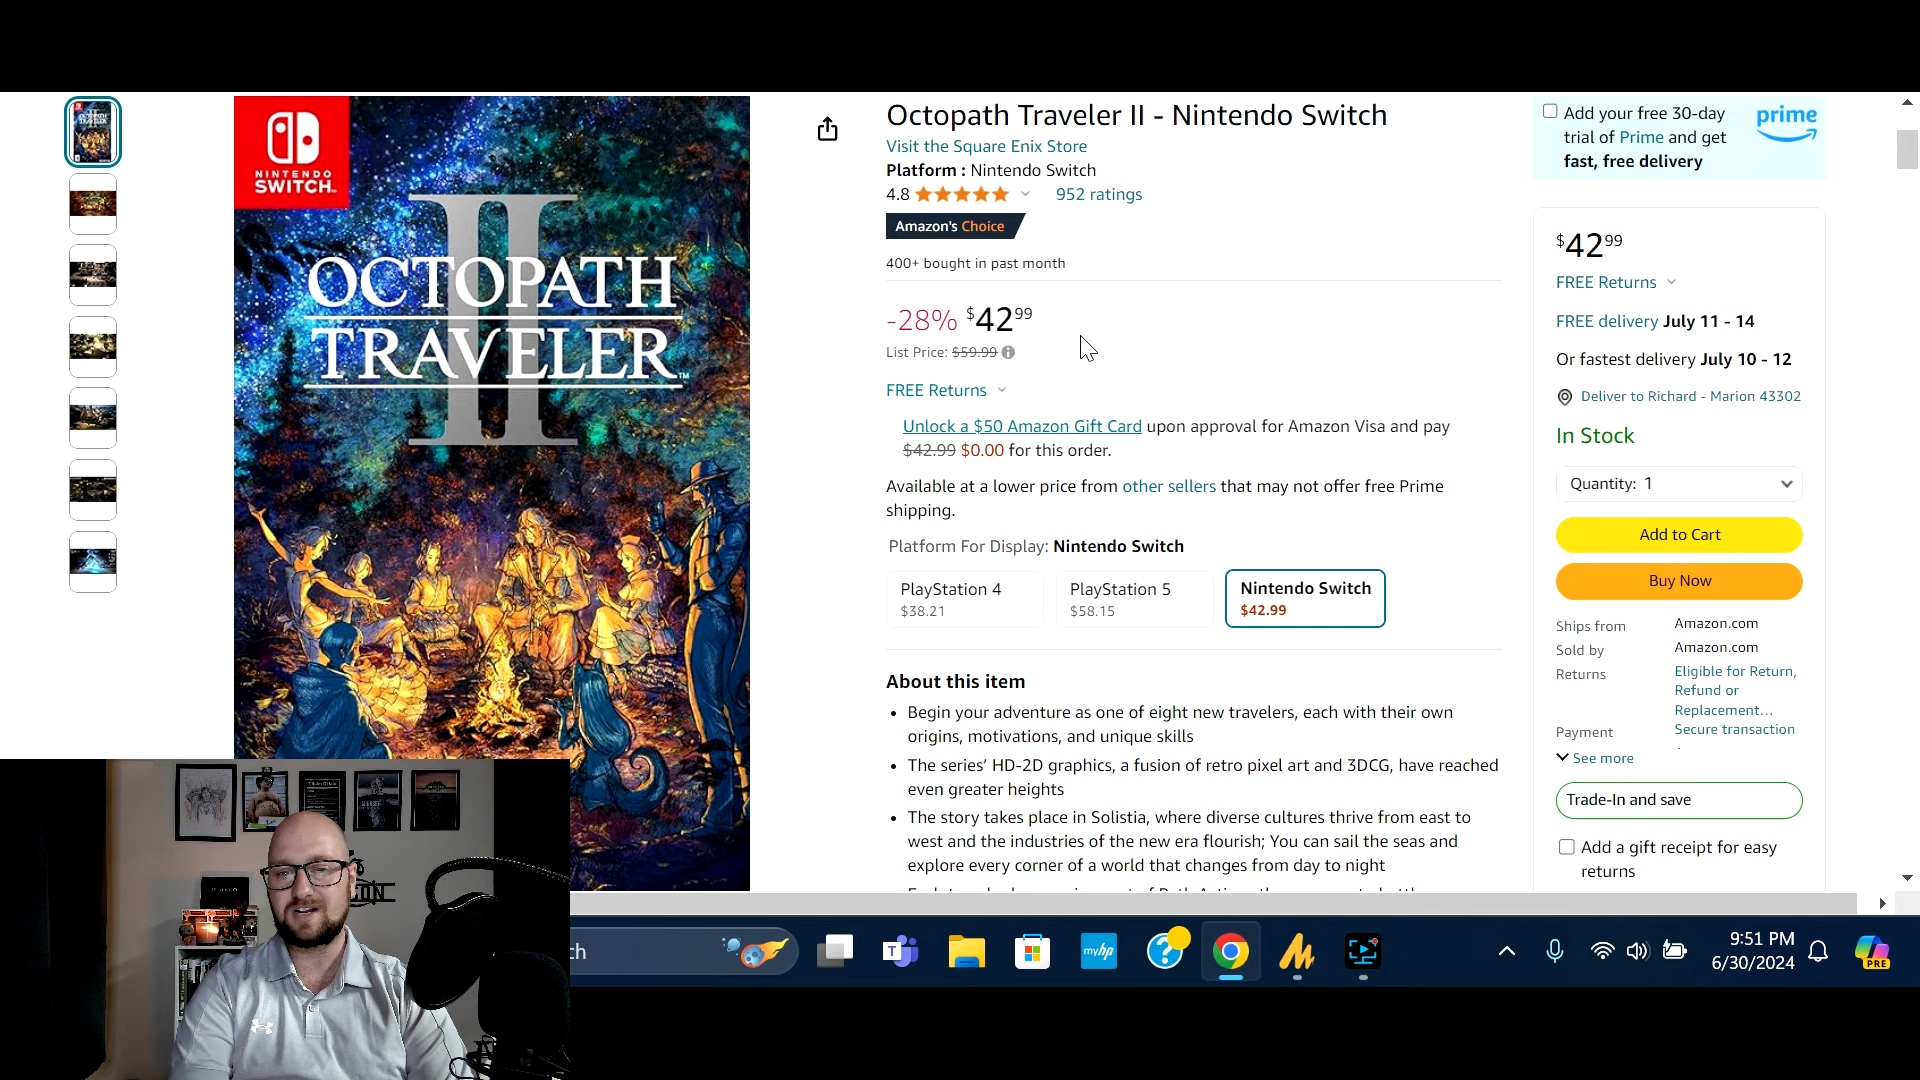 NINTENDO
SWITCH
II
OCTOPATH
TRAVELER
Octopath Traveler II - Nintendo Switch
Visit the Square Enix Store
Platform : Nintendo Switch
4.8
952 ratings
Amazon's Choice
400+ bought in past month
-28% $42 99
List Price: $59.99
FREE Returns
Unlock a $50 Amazon Gift Card upon approval for Amazon Visa and pay
$42.99 $0.00 for this order.
Available at a lower price from other sellers that may not offer free Prime
shipping.
Platform For Display: Nintendo Switch
PlayStation 4
$38.21
PlayStation 5
$58.15
Nintendo Switch
$42.99
About this item
Begin your adventure as one of eight new travelers, each with their own
origins, motivations, and unique skills
The series' HD-2D graphics, a fusion of retro pixel art and 3DCG, have reached
even greater heights
The story takes place in Solistia, where diverse cultures thrive from east to
west and the industries of the new era flourish; You can sail the seas and
explore every corner of a world that changes from day to night
Add your free 30-day
trial of Prime and get
fast, free delivery
prime
$42 99
FREE Returns
FREE delivery July 11 - 14
Or fastest delivery July 10 - 12
Deliver to Richard - Marion 43302
In Stock
Quantity: 1
Add to Cart
Buy Now
Ships from Amazon.com
Sold by Amazon.com
Returns Eligible for Return,
Refund or
Replacement...
Payment Secure transaction
See more
Trade-In and save
Add a gift receipt for easy
returns
ch
T
myhp
?
9:51 PM
6/30/2024
PRE